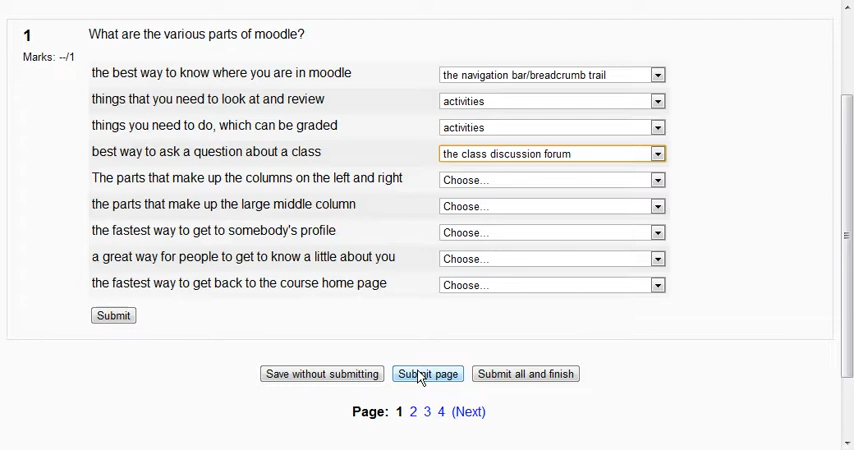 1 What are the various parts of moodle?
Marks: --/1
the best way to know where you are in moodle the navigation bar/breadcrumb trail
things that you need to look at and review activities
things you need to do, which can be graded activities
best way to ask a question about a class the class discussion forum
The parts that make up the columns on the left and right Choose...
the parts that make up the large middle column Choose...
the fastest way to get to somebody's profile Choose...
a great way for people to get to know a little about you Choose...
the fastest way to get back to the course home page Choose...
Submit
Save without submitting Submit page Submit all and finish
Page: 1 2 3 4 (Next)